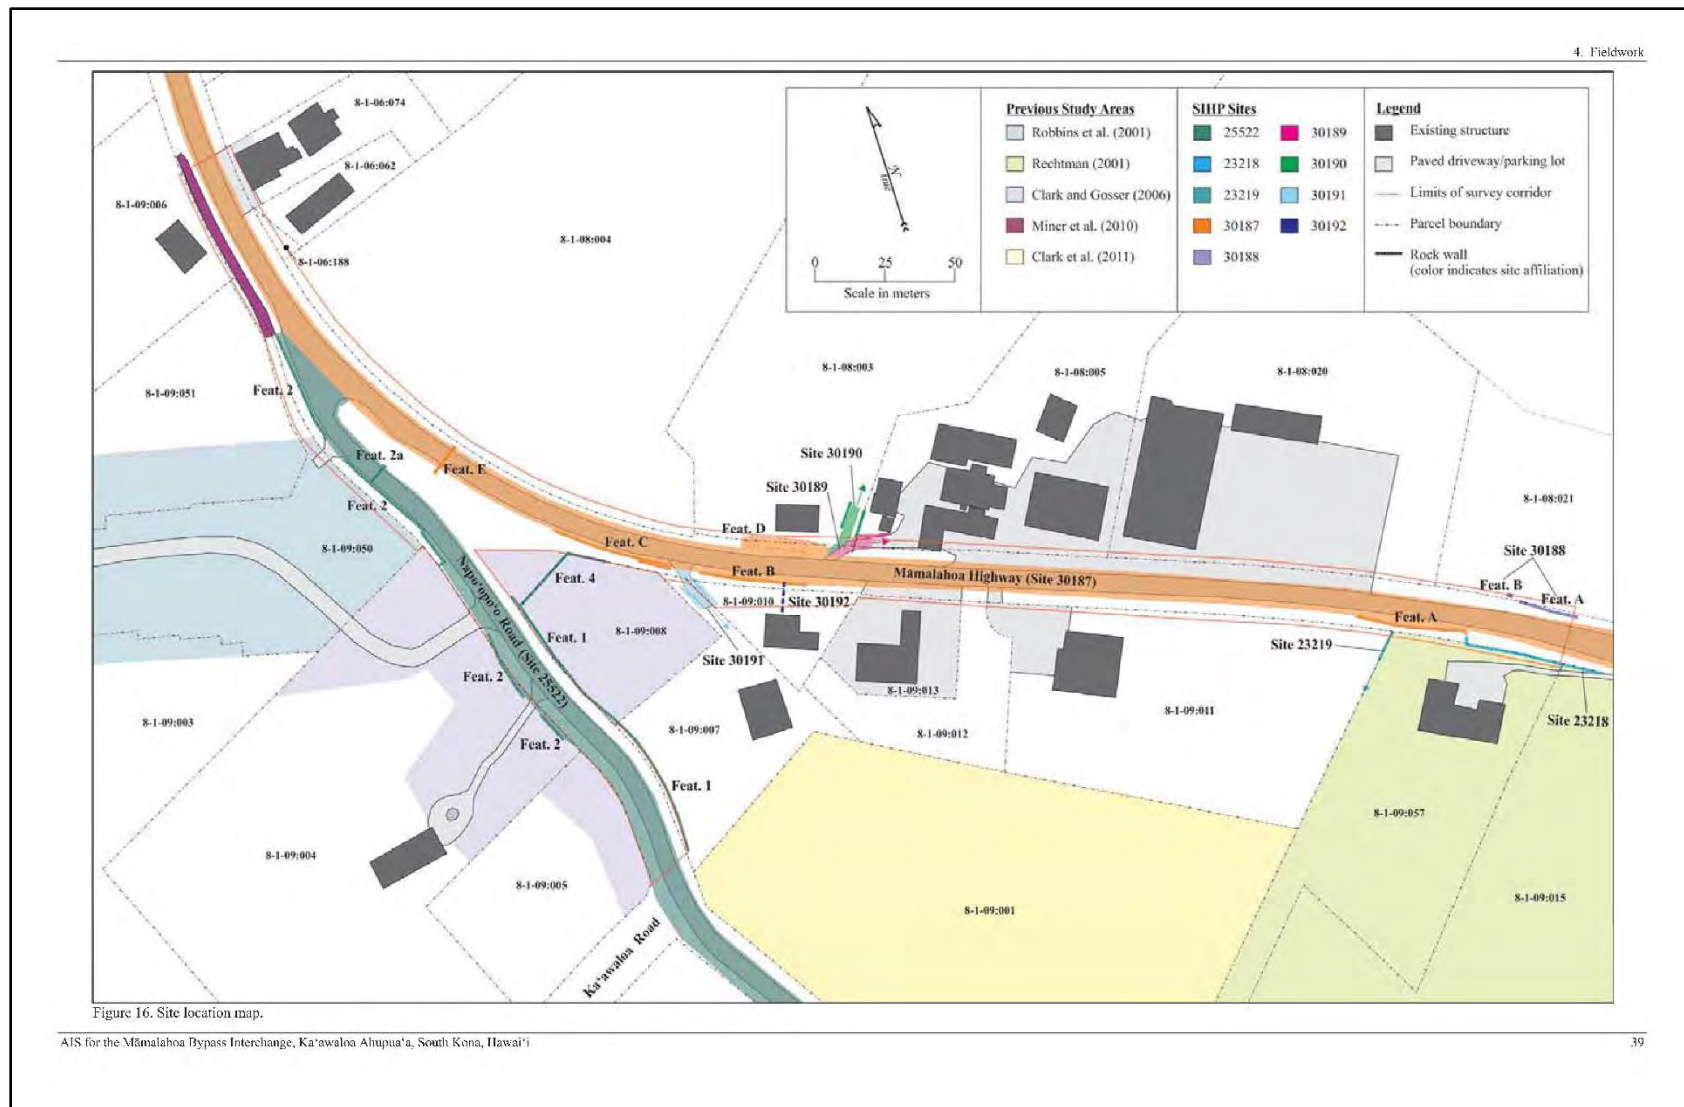 4. Fieldwork
8-1-06:074
8-1-06:062
8-1-09:006
8-1-06:188
8-1-08:004
N
true
0 25 50
Scale in meters
Previous Study Areas
Robbins et al. (2001)
Rechtman (2001)
Clark and Gosser (2006)
Miner et al. (2010)
Clark et al. (2011)
SIHP Sites
25522 30189
23218 30190
23219 30191
30187 30192
30188
Legend
Existing structure
Paved driveway/parking lot
Limits of survey corridor
Parcel boundary
Rock wall
(color indicates site affiliation)
8-1-08:003
8-1-08:005
8-1-08:020
8-1-09:051
Feat. 2
Feat. 2a
Feat. E
Site 30190
Site 30189
8-1-08:021
Feat. 2
Feat. D
8-1-09:050
Feat. C
Site 30188
Feat. B
Feat. A
Feat. 4
Feat. B
Māmalahoa Highway (Site 30187)
8-1-09:010
Site 30192
Feat. A
Feat. 1
8-1-09:008
Site 30191
Site 23219
Nāpō‘opo‘o Road (Site 25522)
Feat. 2
8-1-09:013
8-1-09:003
8-1-09:007
8-1-09:012
8-1-09:011
Site 23218
Feat. 2
Feat. 1
8-1-09:057
8-1-09:004
8-1-09:005
8-1-09:001
8-1-09:015
Ka‘awaloa Road
Figure 16. Site location map.
AIS for the Māmalahoa Bypass Interchange, Ka‘awaloa Ahupua‘a, South Kona, Hawai‘i
39